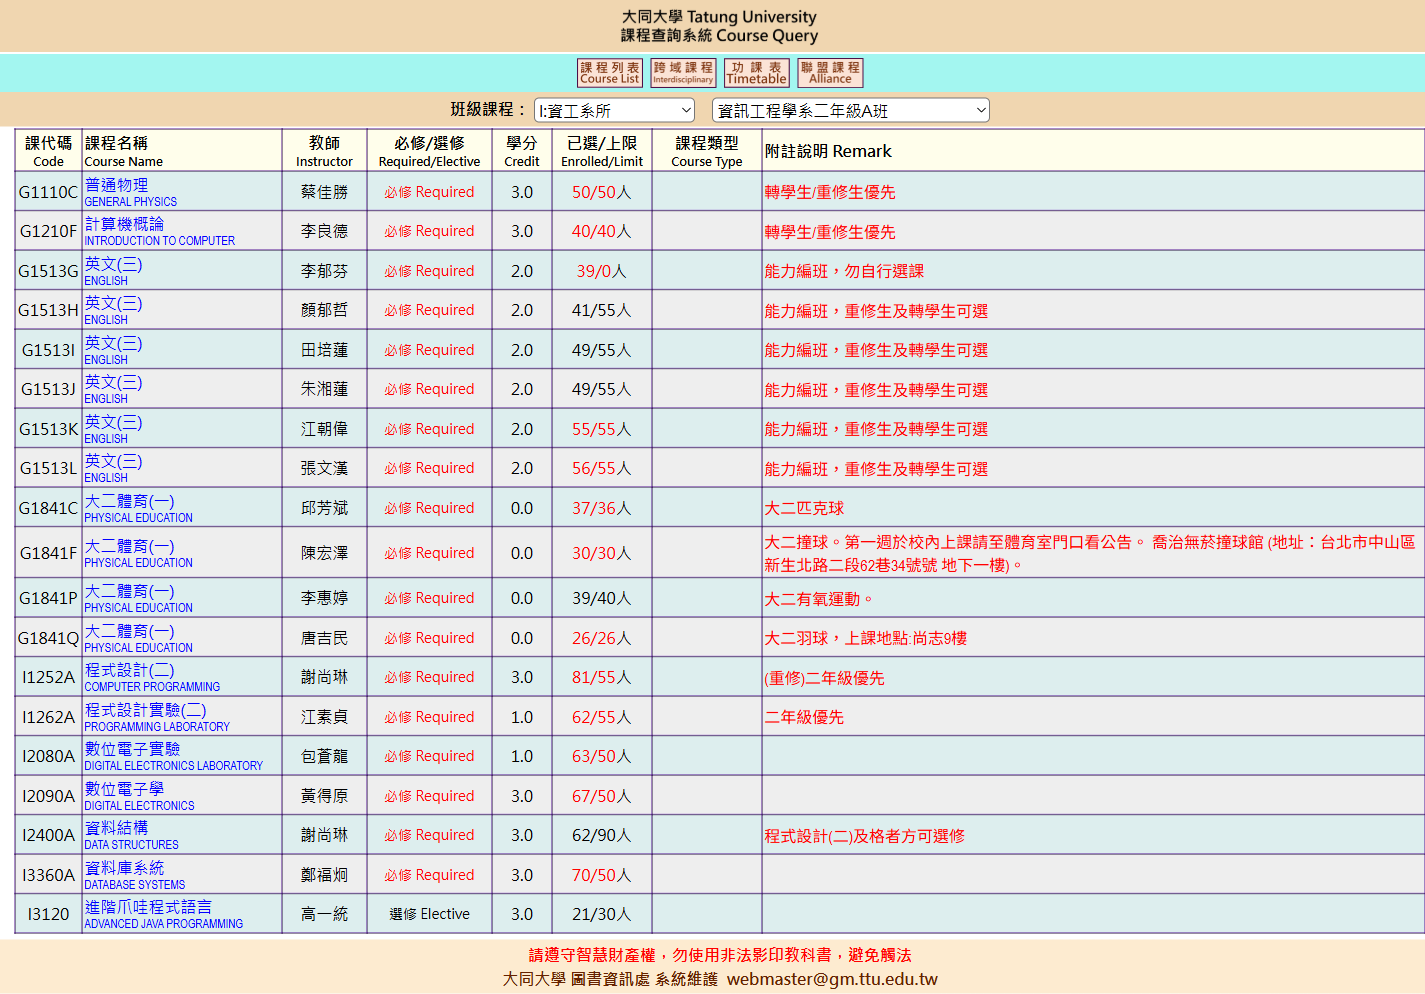 大同大學 Tatung University
課程查詢系統 Course Query
課程列表 跨域課程 功課表 聯盟課程
Course List Interdisciplinary Timetable Alliance
班級課程： I:資工系所 資訊工程學系二年級A班
課代碼 課程名稱 教師 必修/選修 學分 已選/上限 課程類型 附註說明 Remark
Code Course Name Instructor Required/Elective Credit Enrolled/Limit Course Type
G1110C 普通物理 蔡佳勝 必修 Required 3.0 50/50人 轉學生/重修生優先
GENERAL PHYSICS
G1210F 計算機概論 李良德 必修 Required 3.0 40/40人 轉學生/重修生優先
INTRODUCTION TO COMPUTER
G1513G 英文(三) 李郁芬 必修 Required 2.0 39/0人 能力編班，勿自行選課
ENGLISH
G1513H 英文(三) 顏郁哲 必修 Required 2.0 41/55人 能力編班，重修生及轉學生可選
ENGLISH
G1513I 英文(三) 田培蓮 必修 Required 2.0 49/55人 能力編班，重修生及轉學生可選
ENGLISH
G1513J 英文(三) 朱湘蓮 必修 Required 2.0 49/55人 能力編班，重修生及轉學生可選
ENGLISH
G1513K 英文(三) 江朝偉 必修 Required 2.0 55/55人 能力編班，重修生及轉學生可選
ENGLISH
G1513L 英文(三) 張文漢 必修 Required 2.0 56/55人 能力編班，重修生及轉學生可選
ENGLISH
G1841C 大二體育(一) 邱芳斌 必修 Required 0.0 37/36人 大二匹克球
PHYSICAL EDUCATION
G1841F 大二體育(一) 陳宏澤 必修 Required 0.0 30/30人 大二撞球。第一週於校內上課請至體育室門口看公告。 喬治無菸撞球館 (地址：台北市中山區
PHYSICAL EDUCATION 新生北路二段62巷34號號 地下一樓)。
G1841P 大二體育(一) 李惠婷 必修 Required 0.0 39/40人 大二有氧運動。
PHYSICAL EDUCATION
G1841Q 大二體育(一) 唐吉民 必修 Required 0.0 26/26人 大二羽球，上課地點:尚志9樓
PHYSICAL EDUCATION
I1252A 程式設計(二) 謝尚琳 必修 Required 3.0 81/55人 (重修)二年級優先
COMPUTER PROGRAMMING
I1262A 程式設計實驗(二) 江素貞 必修 Required 1.0 62/55人 二年級優先
PROGRAMMING LABORATORY
I2080A 數位電子實驗 包蒼龍 必修 Required 1.0 63/50人
DIGITAL ELECTRONICS LABORATORY
I2090A 數位電子學 黃得原 必修 Required 3.0 67/50人
DIGITAL ELECTRONICS
I2400A 資料結構 謝尚琳 必修 Required 3.0 62/90人 程式設計(二)及格者方可選修
DATA STRUCTURES
I3360A 資料庫系統 鄭福炯 必修 Required 3.0 70/50人
DATABASE SYSTEMS
I3120 進階爪哇程式語言 高一統 選修 Elective 3.0 21/30人
ADVANCED JAVA PROGRAMMING
請遵守智慧財產權，勿使用非法影印教科書，避免觸法
大同大學 圖書資訊處 系統維護 webmaster@gm.ttu.edu.tw